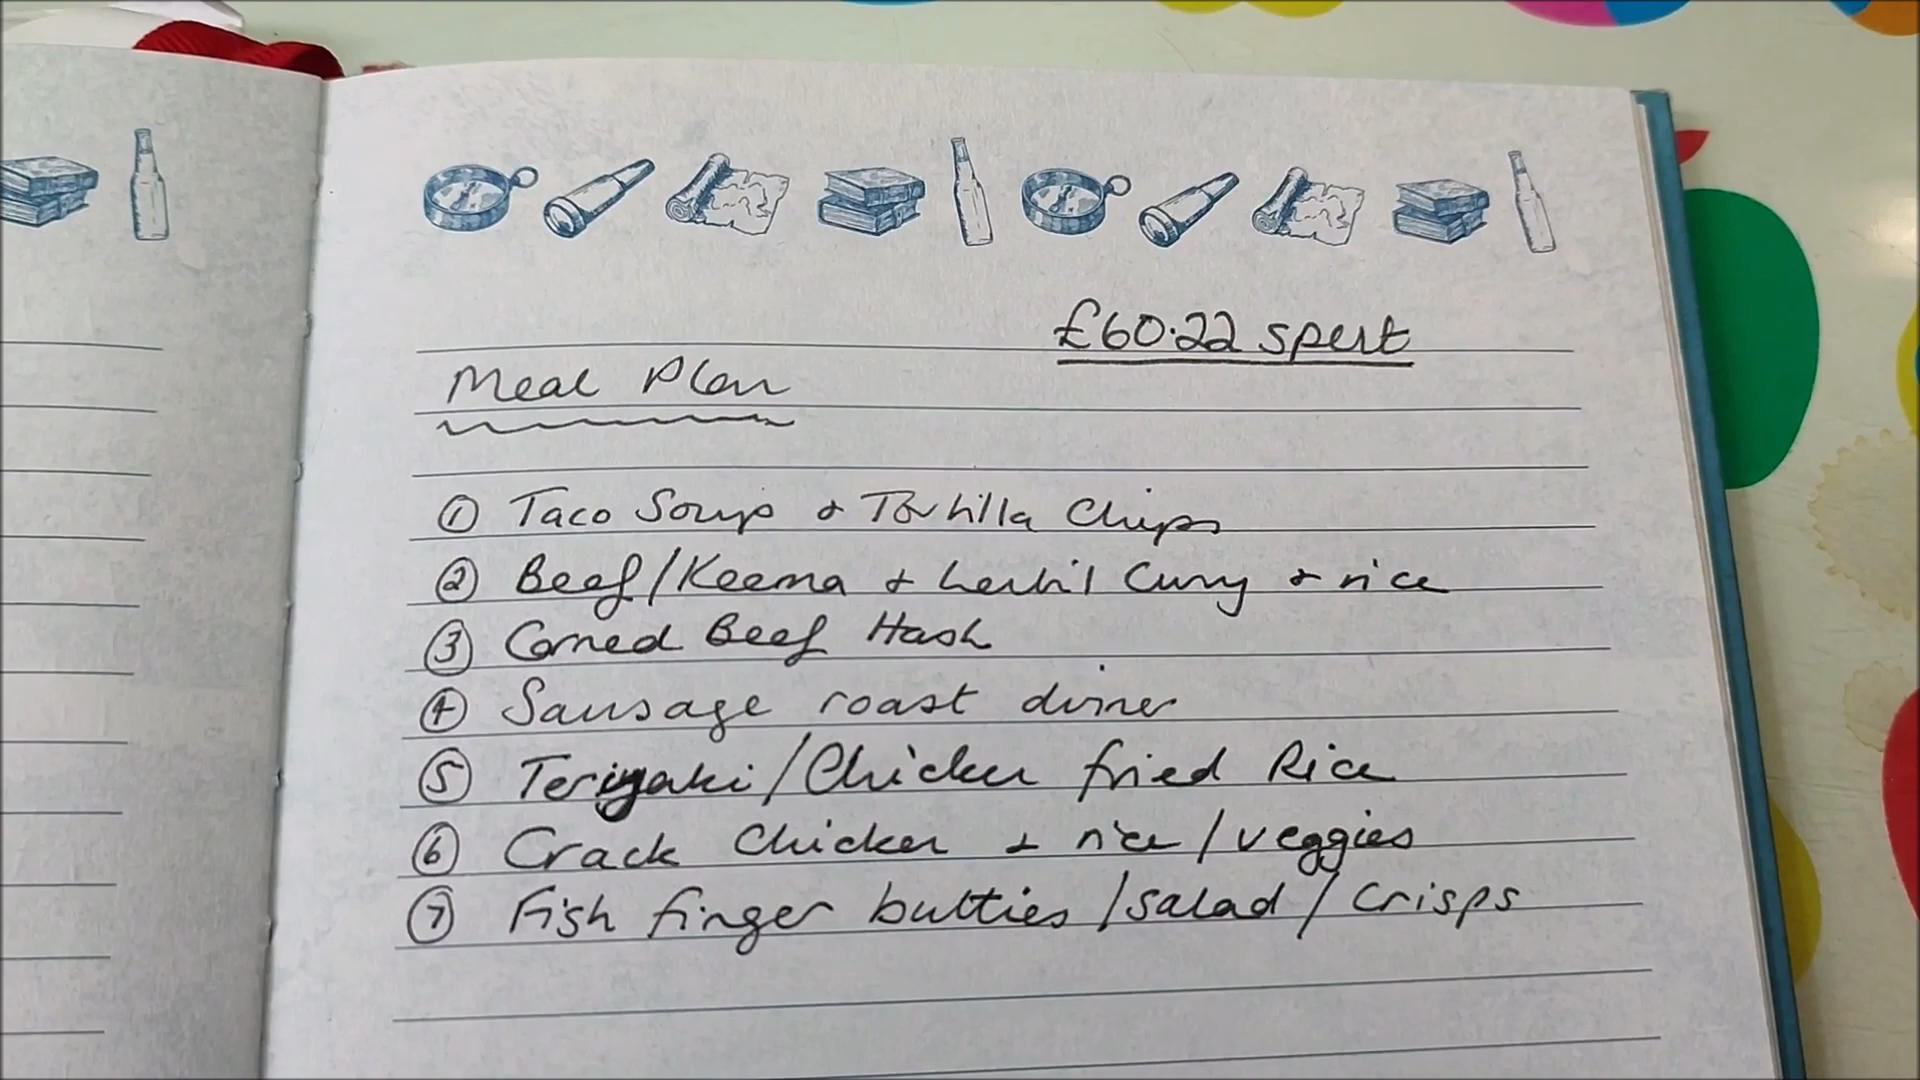 £60.22 spent
Meal Plan
① Taco Soup & Tortilla Chips
② Beef/Keema & Lentil Curry & rice
③ Corned Beef Hash
④ Sausage roast dinner
⑤ Teriyaki/Chicken fried Rice
⑥ Crack Chicken & rice/veggies
⑦ Fish finger butties/salad/crisps